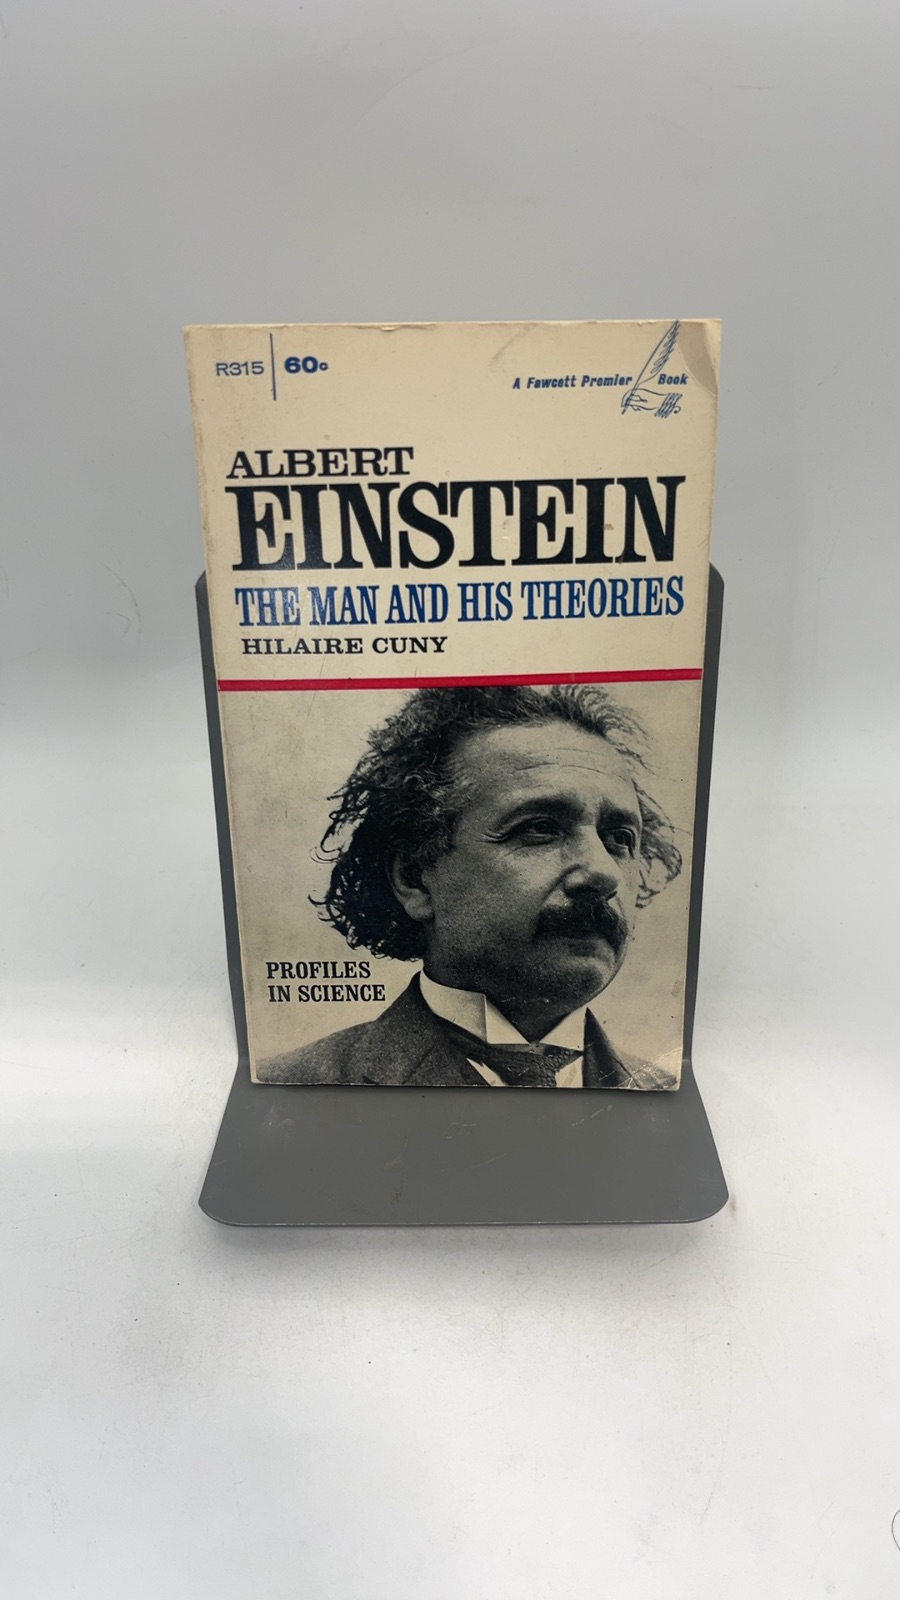 R315 60c
A Fawcett Premier Book
ALBERT
EINSTEIN
THE MAN AND HIS THEORIES
HILAIRE CUNY
PROFILES
IN SCIENCE